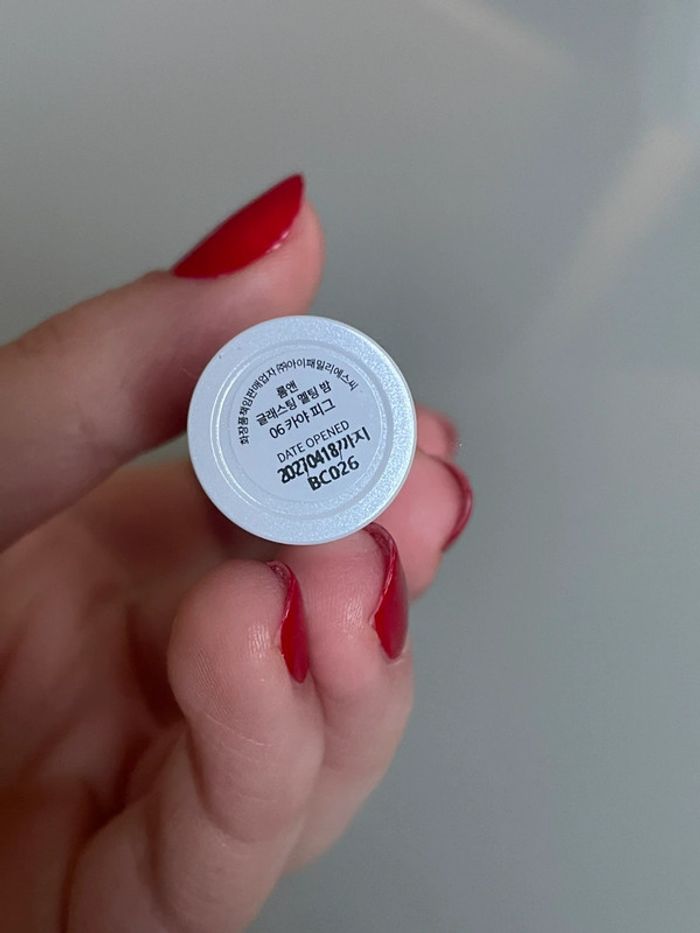 화장품책임판매업자 ㈜아이패밀리에스씨
롬앤
글래스팅 멜팅 밤
06 카야 피그
DATE OPENED
20270418까지
BC026